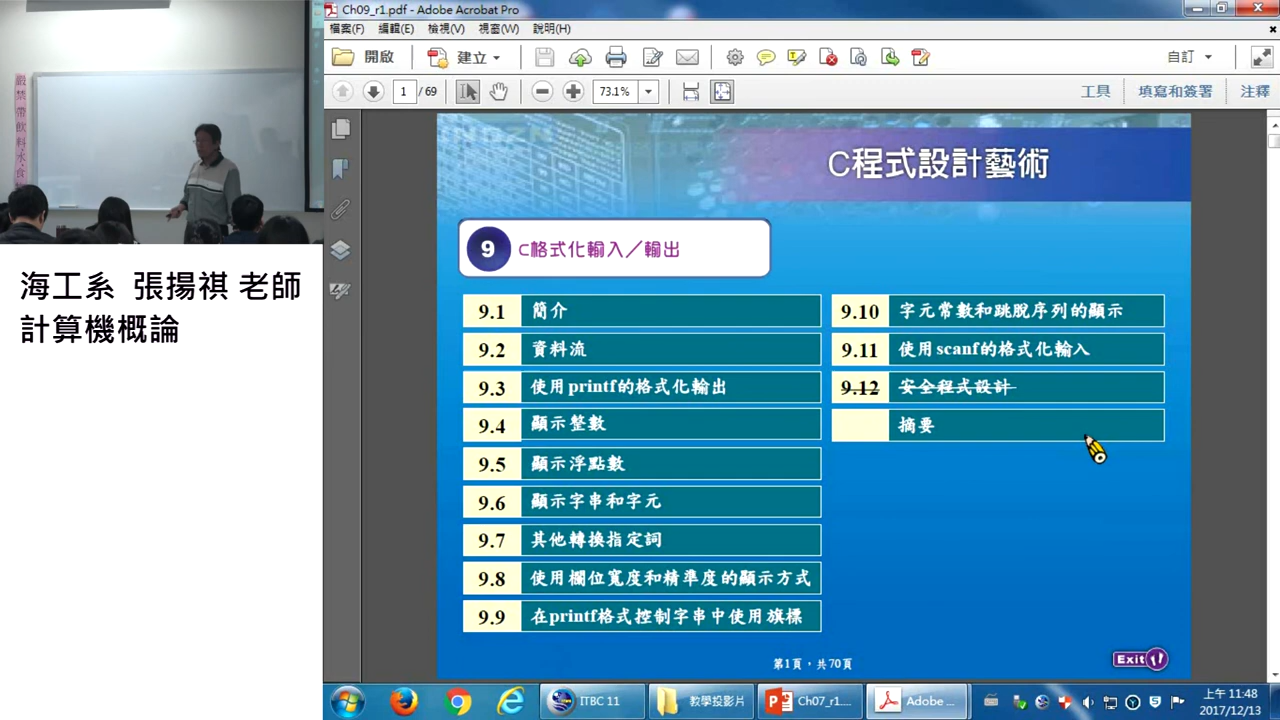 嚴禁帶飲料水食
海工系 張揚祺 老師
計算機概論
Ch09_r1.pdf - Adobe Acrobat Pro
檔案(F) 編輯(E) 檢視(V) 視窗(W) 說明(H)
開啟 建立 自訂
1 / 69 73.1% 工具 填寫和簽署 注釋
C程式設計藝術
9 C格式化輸入／輸出
9.1 簡介
9.2 資料流
9.3 使用printf的格式化輸出
9.4 顯示整數
9.5 顯示浮點數
9.6 顯示字串和字元
9.7 其他轉換指定詞
9.8 使用欄位寬度和精準度的顯示方式
9.9 在printf格式控制字串中使用旗標
9.10 字元常數和跳脫序列的顯示
9.11 使用scanf的格式化輸入
9.12 安全程式設計
摘要
第1頁，共70頁
Exit
ITBC 11 教學投影片 Ch07_r1.... Adobe ...
上午 11:48
2017/12/13